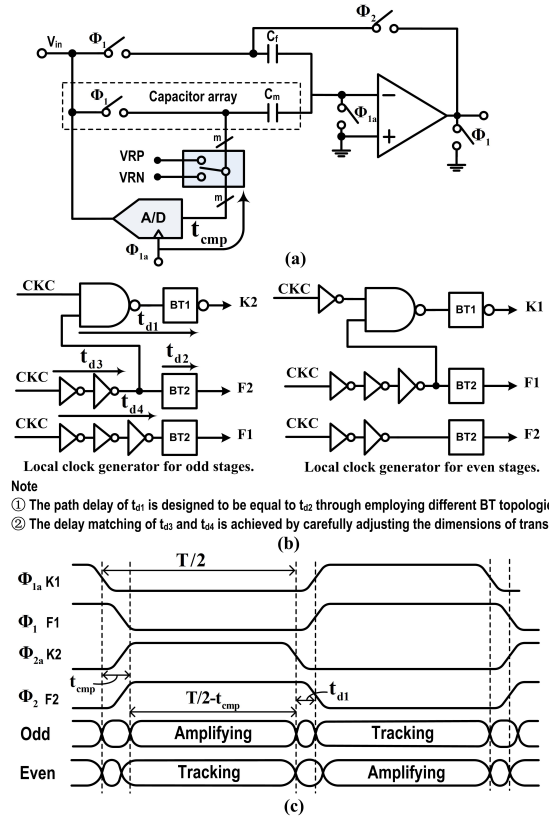 Vin
Φ1
Cf
Φ2
Φ1
Capacitor array
Cm
Φ1a
−
+
Φ1
m
VRP
VRN
m
A/D
tcmp
Φ1a
(a)
CKC
BT1
K2
td1
td3
td2
CKC
BT2
F2
td4
CKC
BT2
F1
Local clock generator for odd stages.
CKC
BT1
K1
CKC
BT2
F1
CKC
BT2
F2
Local clock generator for even stages.
Note
① The path delay of td1 is designed to be equal to td2 through employing different BT topologie
② The delay matching of td3 and td4 is achieved by carefully adjusting the dimensions of trans
(b)
T/2
Φ1a K1
Φ1 F1
Φ2a K2
tcmp
Φ2 F2
T/2-tcmp
td1
Odd
Amplifying
Tracking
Even
Tracking
Amplifying
(c)